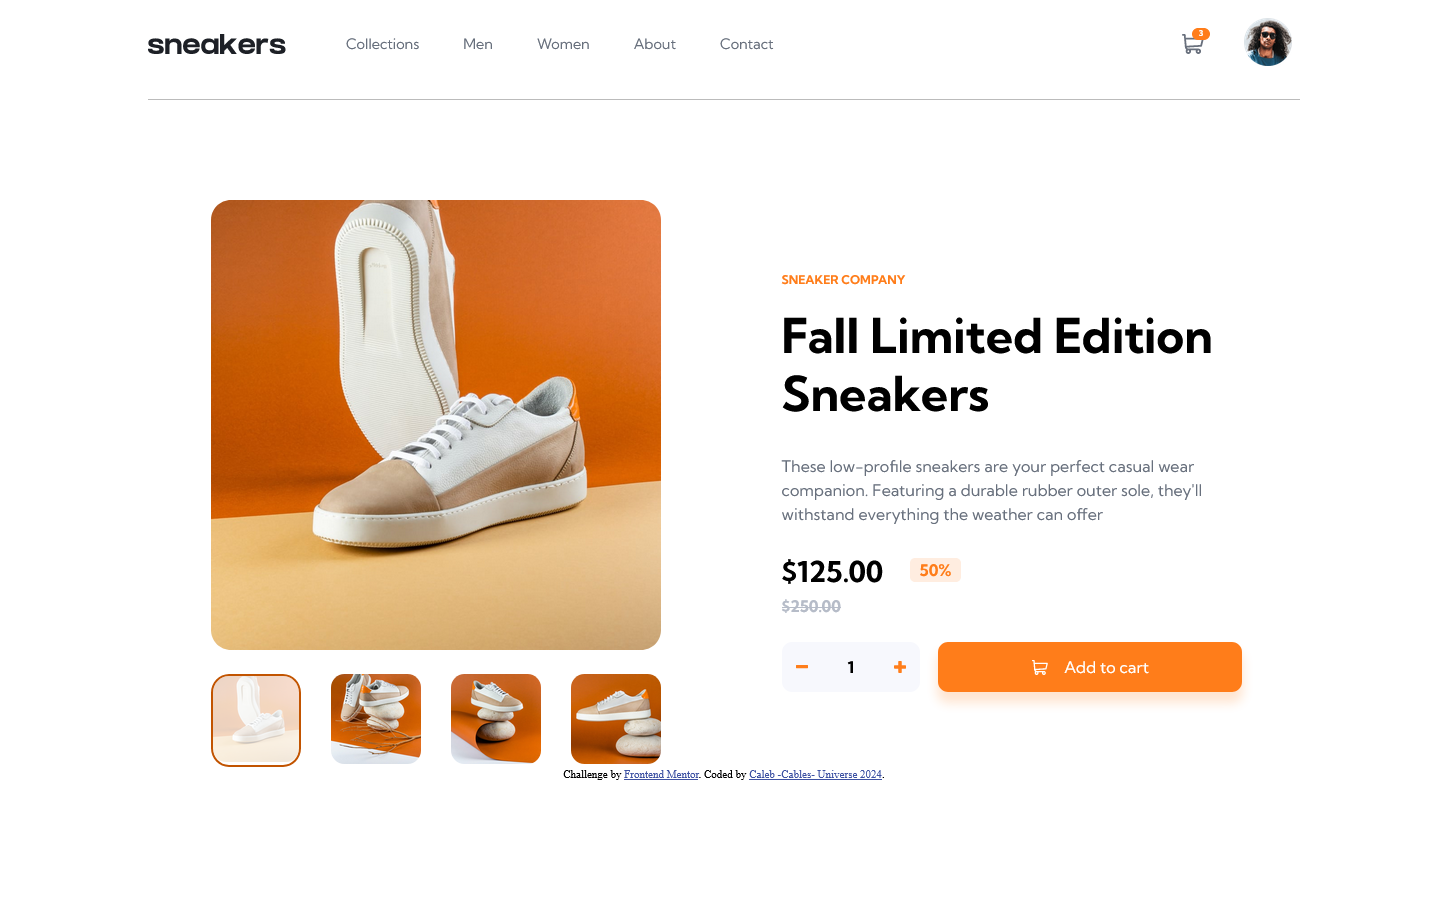 sneakers
Collections
Men
Women
About
Contact
3
SNEAKER COMPANY
Fall Limited Edition
Sneakers
These low-profile sneakers are your perfect casual wear
companion. Featuring a durable rubber outer sole, they'll
withstand everything the weather can offer
$125.00
50%
$250.00
1
Add to cart
Challenge by Frontend Mentor. Coded by Caleb -Cables- Universe 2024.